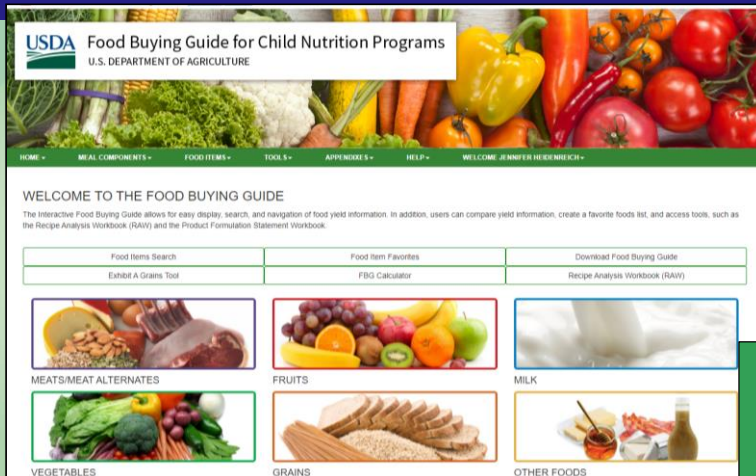 USDA
Food Buying Guide for Child Nutrition Programs
U.S. DEPARTMENT OF AGRICULTURE
HOME
MEAL COMPONENTS
FOOD ITEMS
TOOLS
APPENDIXES
HELP
WELCOME JENNIFER HEIDENREICH
WELCOME TO THE FOOD BUYING GUIDE
The Interactive Food Buying Guide allows for easy display, search, and navigation of food yield information. In addition, users can compare yield information, create a favorite foods list, and access tools, such as
the Recipe Analysis Workbook (RAW) and the Product Formulation Statement Workbook.
Food Items Search
Food Item Favorites
Download Food Buying Guide
Exhibit A Grains Tool
FBG Calculator
Recipe Analysis Workbook (RAW)
MEATS/MEAT ALTERNATES
FRUITS
MILK
VEGETABLES
GRAINS
OTHER FOODS